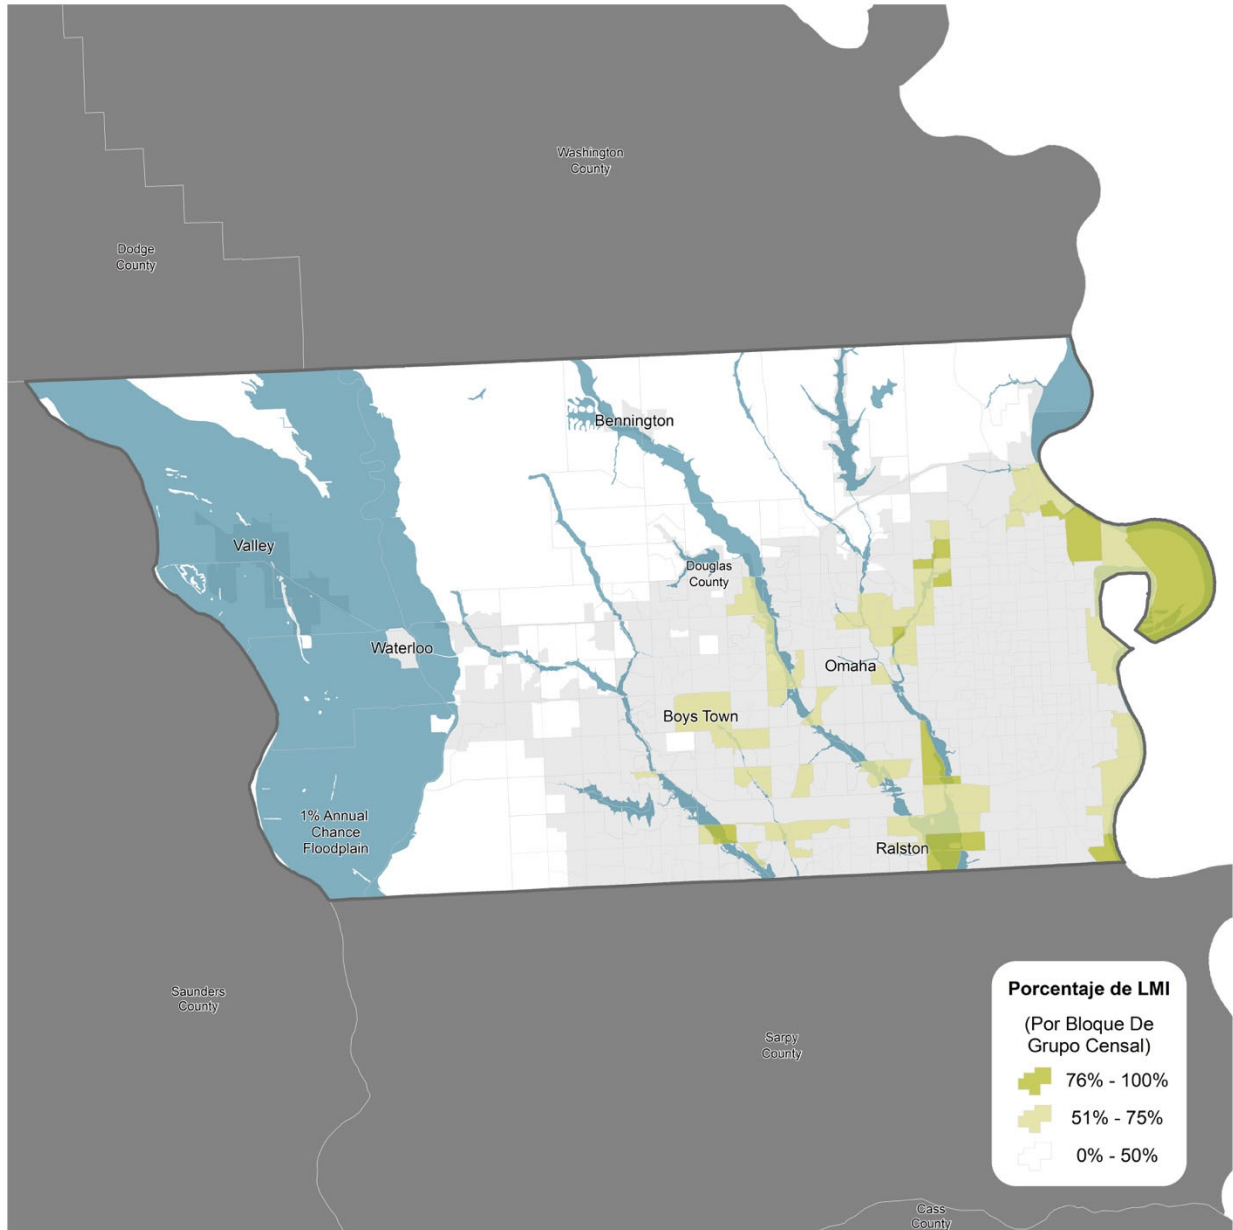 Washington
County
Dodge
County
Bennington
Valley
Douglas
County
Waterloo
Omaha
Boys Town
1% Annual
Chance
Floodplain
Ralston
Saunders
County
Sarpy
County
Porcentaje de LMI
(Por Bloque De
Grupo Censal)
76% - 100%
51% - 75%
0% - 50%
Cass
County